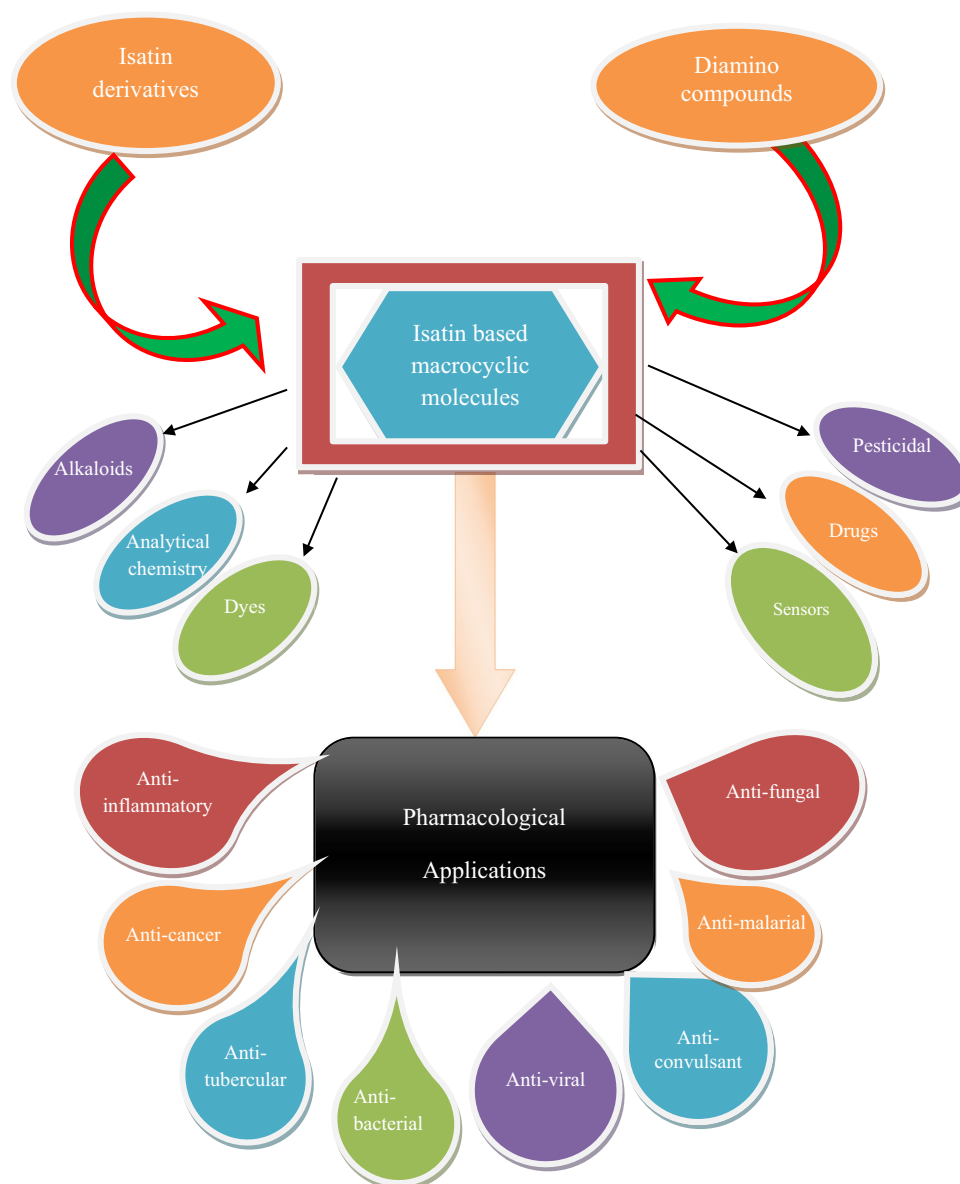 Isatin
derivatives
Diamino
compounds
Isatin based
macrocyclic
molecules
Alkaloids
Analytical
chemistry
Dyes
Pesticidal
Drugs
Sensors
Pharmacological
Applications
Anti-
inflammatory
Anti-cancer
Anti-
tubercular
Anti-
bacterial
Anti-viral
Anti-
convulsant
Anti-malarial
Anti-fungal